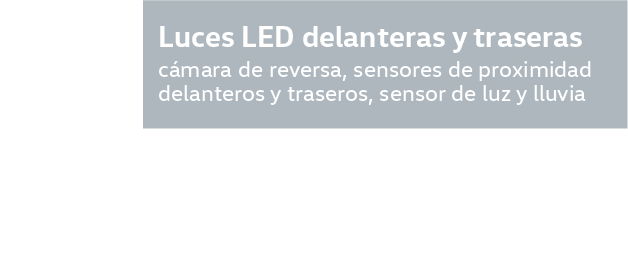 Luces LED delanteras y traseras
cámara de reversa, sensores de proximidad
delanteros y traseros, sensor de luz y lluvia